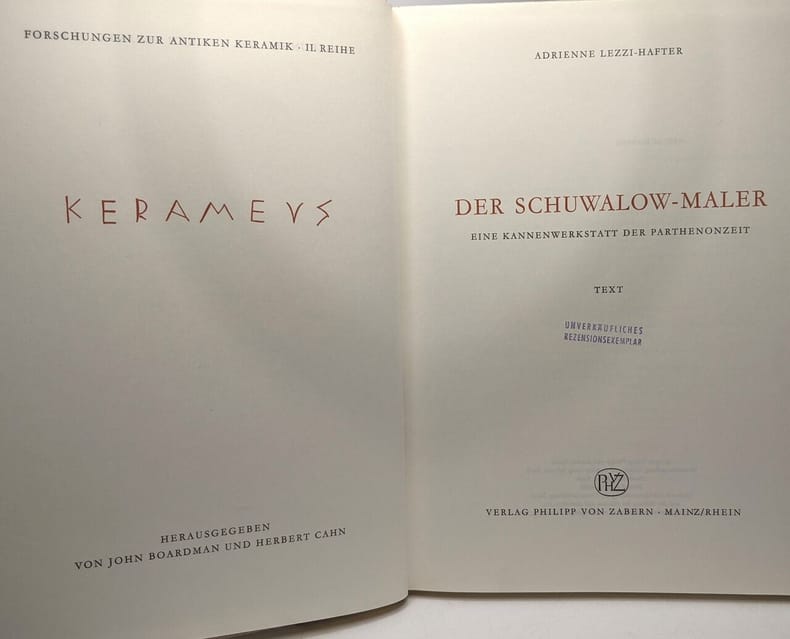 FORSCHUNGEN ZUR ANTIKEN KERAMIK · II. REIHE
KERAMEVS
HERAUSGEGEBEN
VON JOHN BOARDMAN UND HERBERT CAHN
ADRIENNE LEZZI-HAFTER
DER SCHUWALOW-MALER
EINE KANNENWERKSTATT DER PARTHENONZEIT
TEXT
UNVERKÄUFLICHES
REZENSIONSEXEMPLAR
PHVZ
VERLAG PHILIPP VON ZABERN · MAINZ/RHEIN